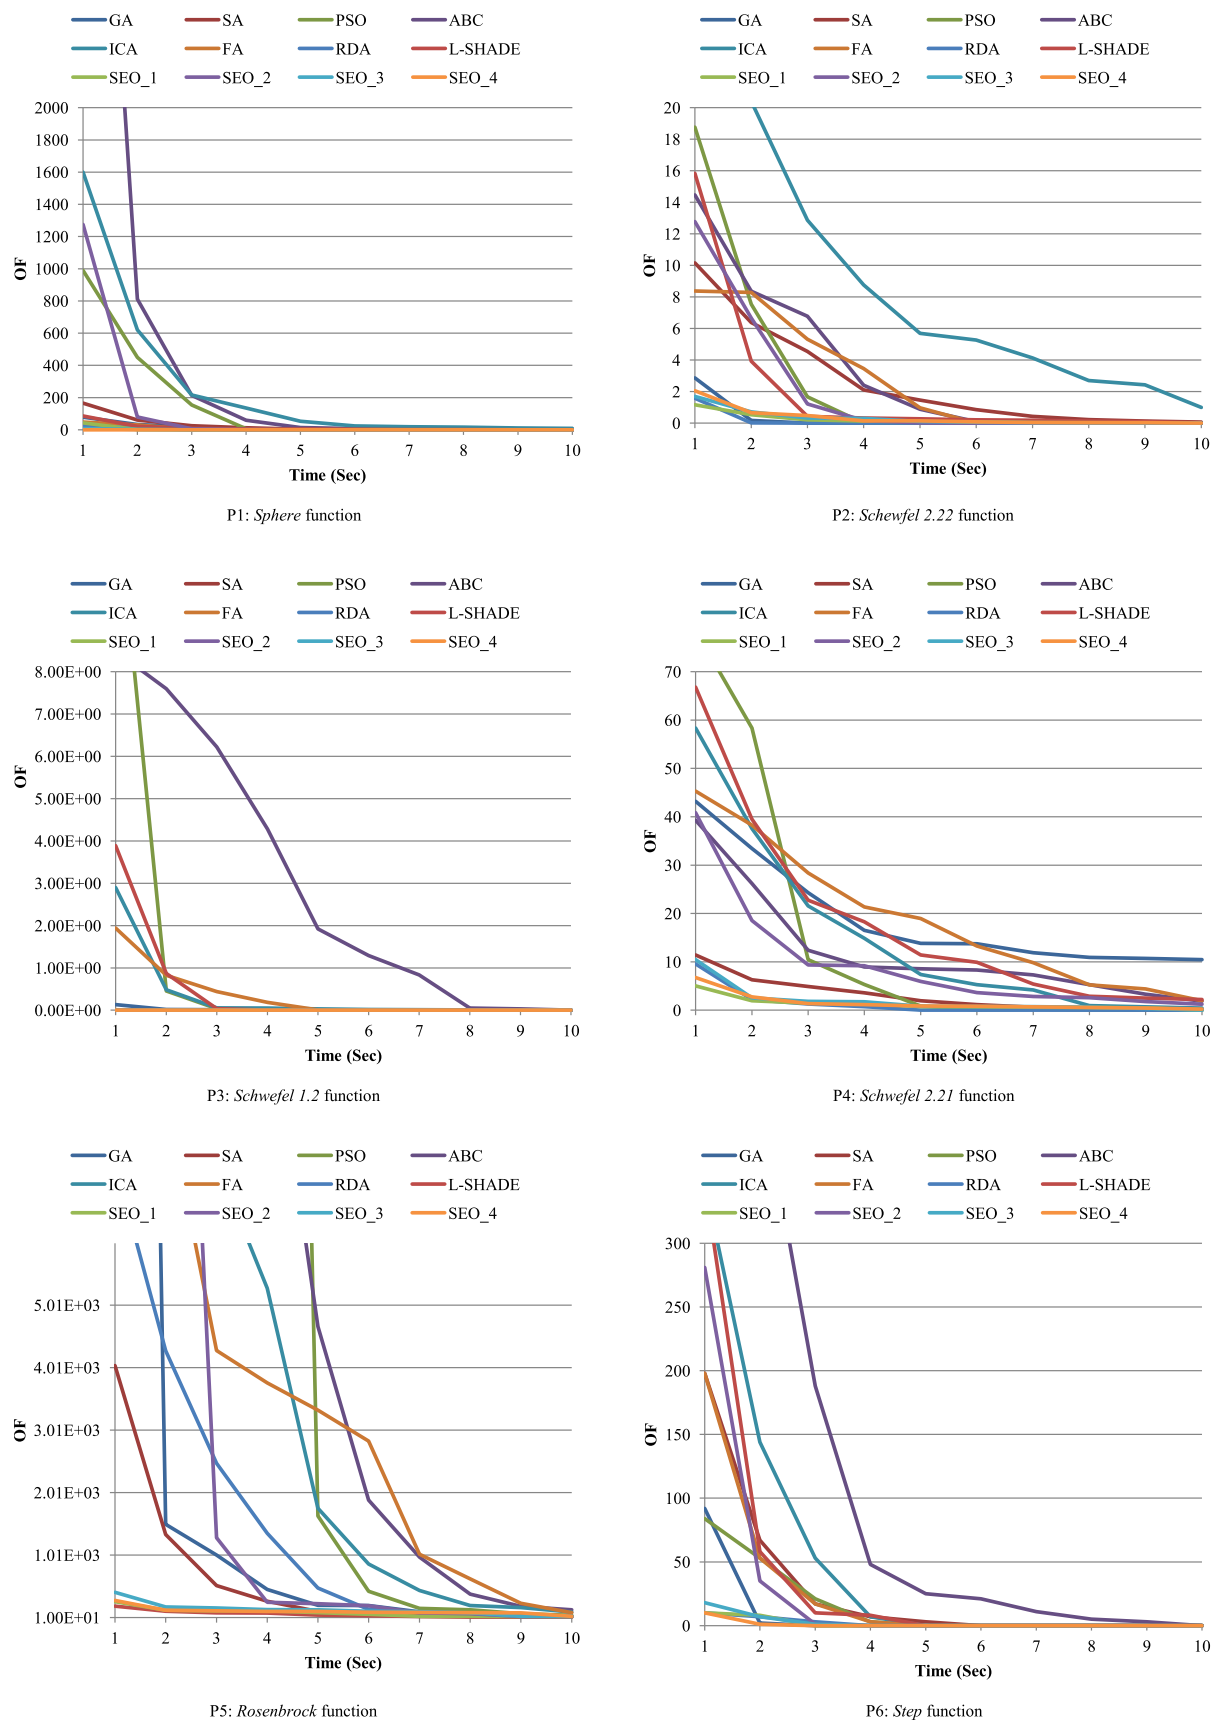 GA SA PSO ABC
ICA FA RDA L-SHADE
SEO_1 SEO_2 SEO_3 SEO_4
2000
1800
1600
1400
1200
1000
800
600
400
200
0
OF
1 2 3 4 5 6 7 8 9 10
Time (Sec)
P1: Sphere function
GA SA PSO ABC
ICA FA RDA L-SHADE
SEO_1 SEO_2 SEO_3 SEO_4
20
18
16
14
12
10
8
6
4
2
0
OF
1 2 3 4 5 6 7 8 9 10
Time (Sec)
P2: Schewfel 2.22 function
GA SA PSO ABC
ICA FA RDA L-SHADE
SEO_1 SEO_2 SEO_3 SEO_4
8.00E+00
7.00E+00
6.00E+00
5.00E+00
4.00E+00
3.00E+00
2.00E+00
1.00E+00
0.00E+00
OF
1 2 3 4 5 6 7 8 9 10
Time (Sec)
P3: Schwefel 1.2 function
GA SA PSO ABC
ICA FA RDA L-SHADE
SEO_1 SEO_2 SEO_3 SEO_4
70
60
50
40
30
20
10
0
OF
1 2 3 4 5 6 7 8 9 10
Time (Sec)
P4: Schwefel 2.21 function
GA SA PSO ABC
ICA FA RDA L-SHADE
SEO_1 SEO_2 SEO_3 SEO_4
5.01E+03
4.01E+03
3.01E+03
2.01E+03
1.01E+03
1.00E+01
OF
1 2 3 4 5 6 7 8 9 10
Time (Sec)
P5: Rosenbrock function
GA SA PSO ABC
ICA FA RDA L-SHADE
SEO_1 SEO_2 SEO_3 SEO_4
300
250
200
150
100
50
0
OF
1 2 3 4 5 6 7 8 9 10
Time (Sec)
P6: Step function